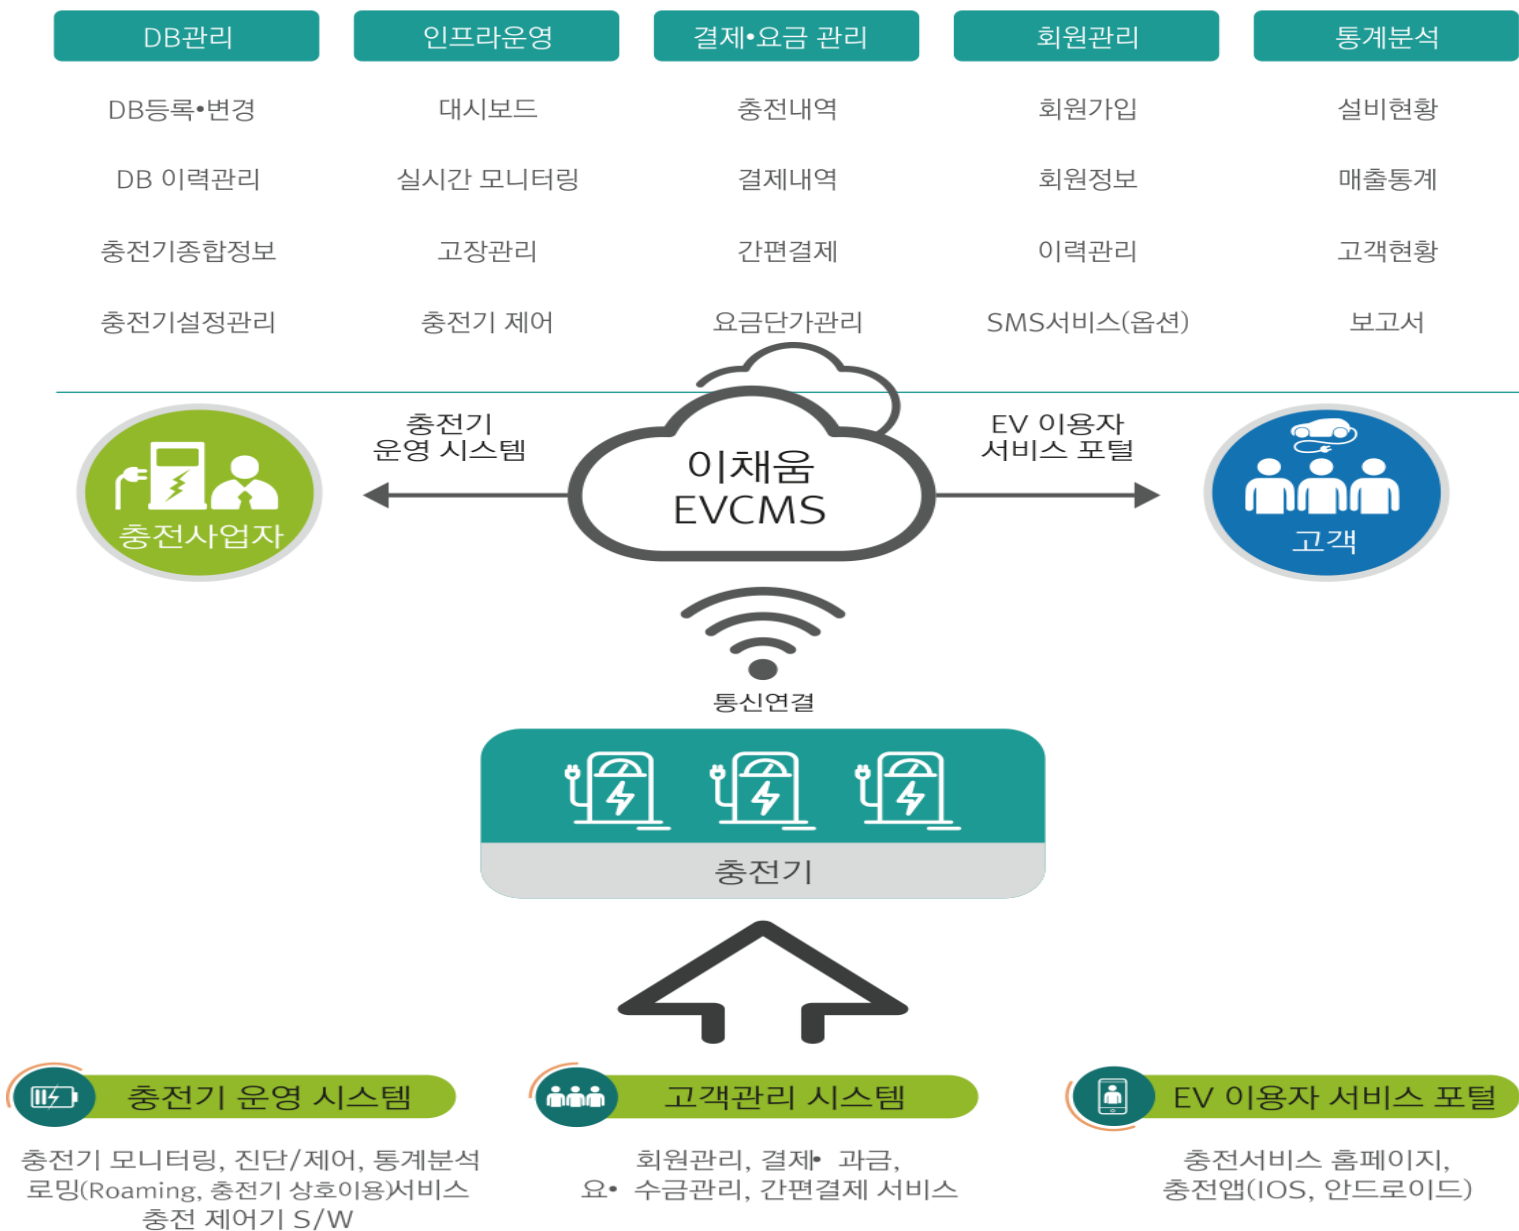 DB관리
인프라운영
결제•요금 관리
회원관리
통계분석
DB등록•변경
대시보드
충전내역
회원가입
설비현황
DB 이력관리
실시간 모니터링
결제내역
회원정보
매출통계
충전기종합정보
고장관리
간편결제
이력관리
고객현황
충전기설정관리
충전기 제어
요금단가관리
SMS서비스(옵션)
보고서
충전기
운영 시스템
EV 이용자
서비스 포털
이채움
EVCMS
충전사업자
고객
통신연결
충전기
충전기 운영 시스템
충전기 모니터링, 진단/제어, 통계분석
로밍(Roaming, 충전기 상호이용)서비스
충전 제어기 S/W
고객관리 시스템
회원관리, 결제• 과금,
요• 수금관리, 간편결제 서비스
EV 이용자 서비스 포털
충전서비스 홈페이지,
충전앱(IOS, 안드로이드)